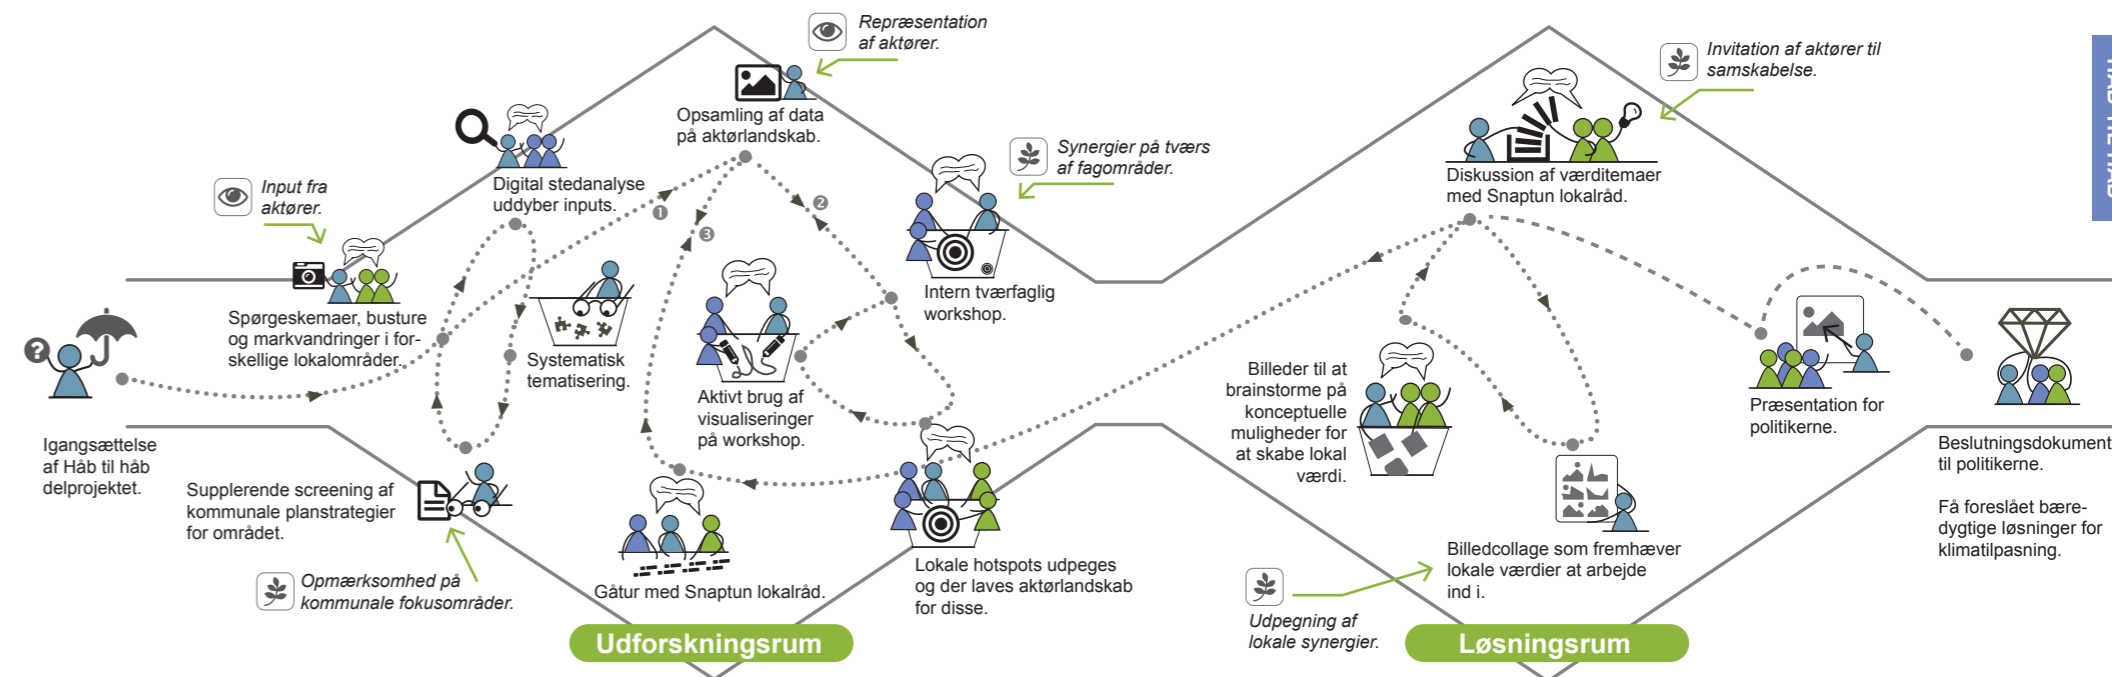 Repræsentation
af aktører.
Invitation af aktører til
samskabelse.
Opsamling af data
på aktørlandskab.
Synergier på tværs
af fagområder.
Input fra
aktører.
Digital stedanalyse
uddyber inputs.
Diskussion af værditemaer
med Snaptun lokalråd.
1
2
3
Intern tværfaglig
workshop.
Spørgeskemaer, busture
og markvandringer i for-
skellige lokalområder.
?
Systematisk
tematisering.
Aktivt brug af
visualiseringer
på workshop.
Billeder til at
brainstorme på
konceptuelle
muligheder for
at skabe lokal
værdi.
Præsentation for
politikerne.
Igangsættelse
af Håb til håb
delprojektet.
Beslutningsdokument
til politikerne.
Få foreslået bære-
dygtige løsninger for
klimatilpasning.
Supplerende screening af
kommunale planstrategier
for området.
Opmærksomhed på
kommunale fokusområder.
Gåtur med Snaptun lokalråd.
Lokale hotspots udpeges
og der laves aktørlandskab
for disse.
Billedcollage som fremhæver
lokale værdier at arbejde
ind i.
Udpegning af
lokale synergier.
Udforskningsrum
Løsningsrum